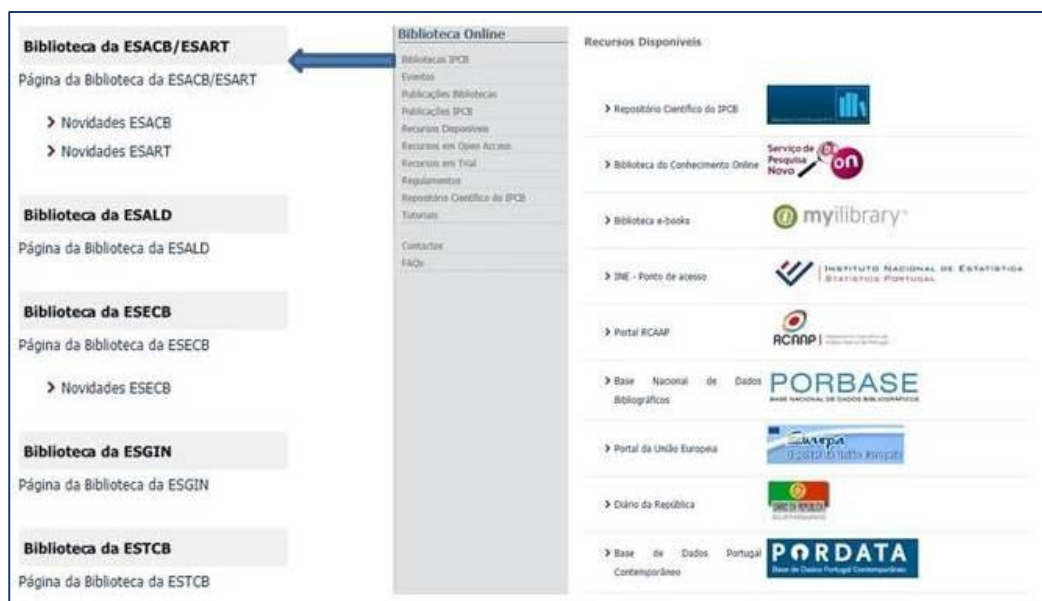 Biblioteca da ESACB/ESART
Página da Biblioteca da ESACB/ESART
Novidades ESACB
Novidades ESART
Biblioteca da ESALD
Página da Biblioteca da ESALD
Biblioteca da ESECB
Página da Biblioteca da ESECB
Novidades ESECB
Biblioteca da ESGIN
Página da Biblioteca da ESGIN
Biblioteca da ESTCB
Página da Biblioteca da ESTCB
Biblioteca Online
Bibliotecas IPCB
Eventos
Publicações Bibliotecas
Publicações IPCB
Recursos Disponíveis
Recursos em Open Access
Recursos em Trial
Regulamentos
Repositório Científico do IPCB
Tutoriais
Contactos
FAQs
Recursos Disponíveis
Repositório Científico do IPCB
Biblioteca do Conhecimento Online
Serviço de
Pesquisa
Novo
b
on
Biblioteca e-books
myilibrary
INE - Ponto de acesso
INSTITUTO NACIONAL DE ESTATÍSTICA
STATISTICS PORTUGAL
Portal RCAAP
RCAAP
Base Nacional de Dados
Bibliográficos
PORBASE
BASE NACIONAL DE DADOS BIBLIOGRÁFICOS
Portal da União Europeia
Europa
O portal da União Europeia
Diário da República
DIÁRIO DA REPÚBLICA
Base de Dados Portugal
Contemporâneo
PORDATA
Base de Dados Portugal Contemporâneo